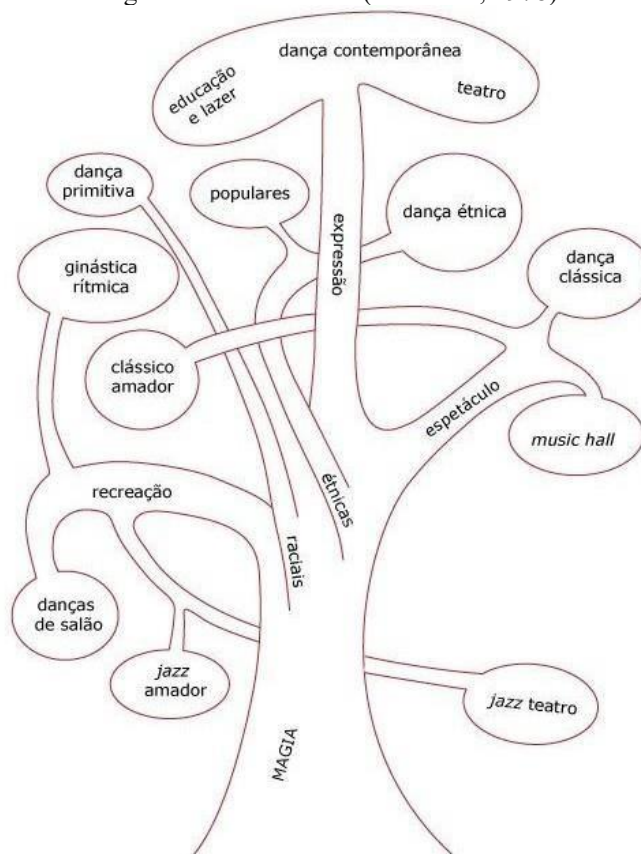 dança contemporânea
educação
e lazer
teatro
dança
primitiva
populares
dança étnica
expressão
ginástica
rítmica
dança
clássica
clássico
amador
espetáculo
music hall
recreação
étnicas
raciais
danças
de salão
jazz
amador
jazz teatro
MAGIA